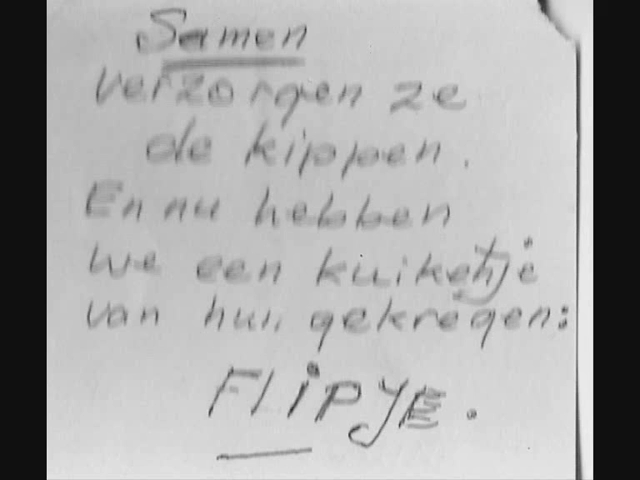 Samen
verzorgen ze
de kippen.
En nu hebben
we een kuikentje
van hun gekregen:
FLiPJE.